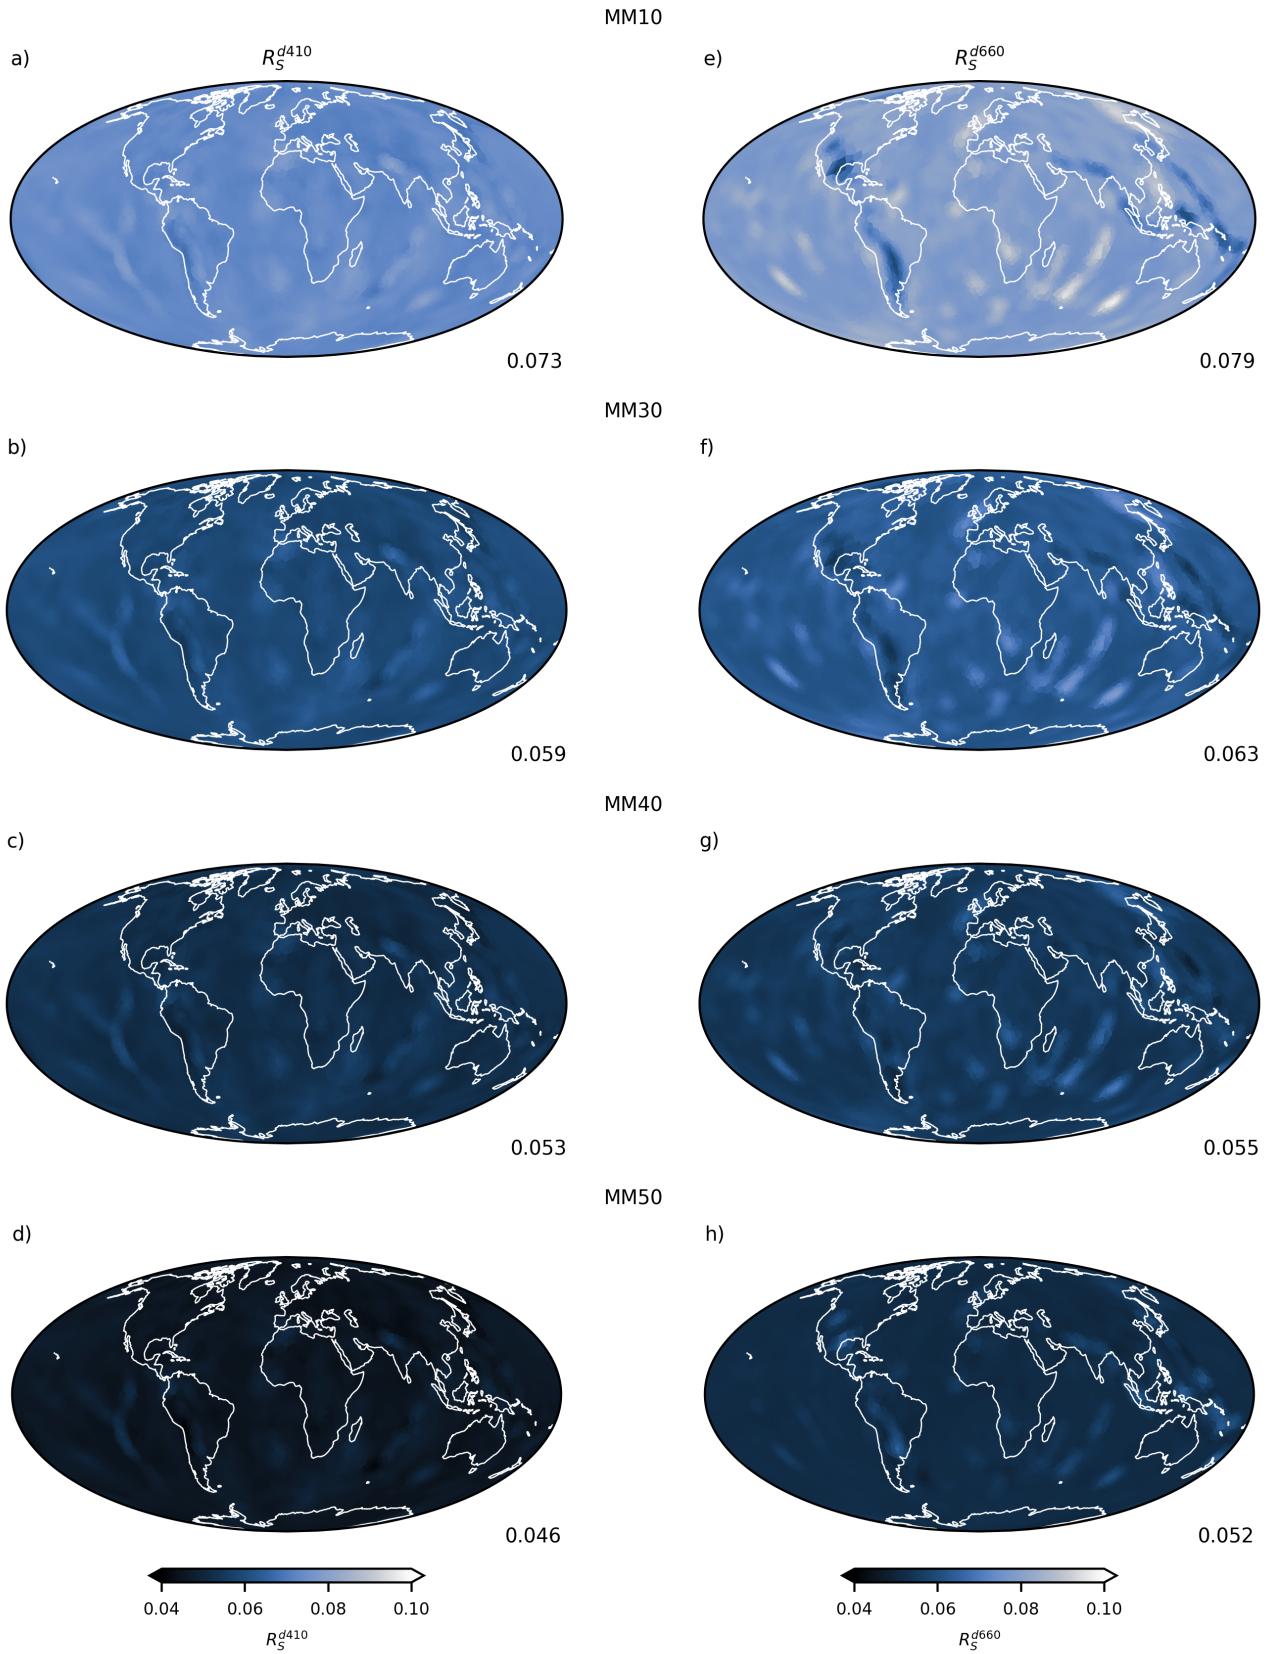 MM10
a) R_S^{d410} e) R_S^{d660}
0.073 0.079
MM30
b) f)
0.059 0.063
MM40
c) g)
0.053 0.055
MM50
d) h)
0.046 0.052
0.04 0.06 0.08 0.10 0.04 0.06 0.08 0.10
R_S^{d410} R_S^{d660}